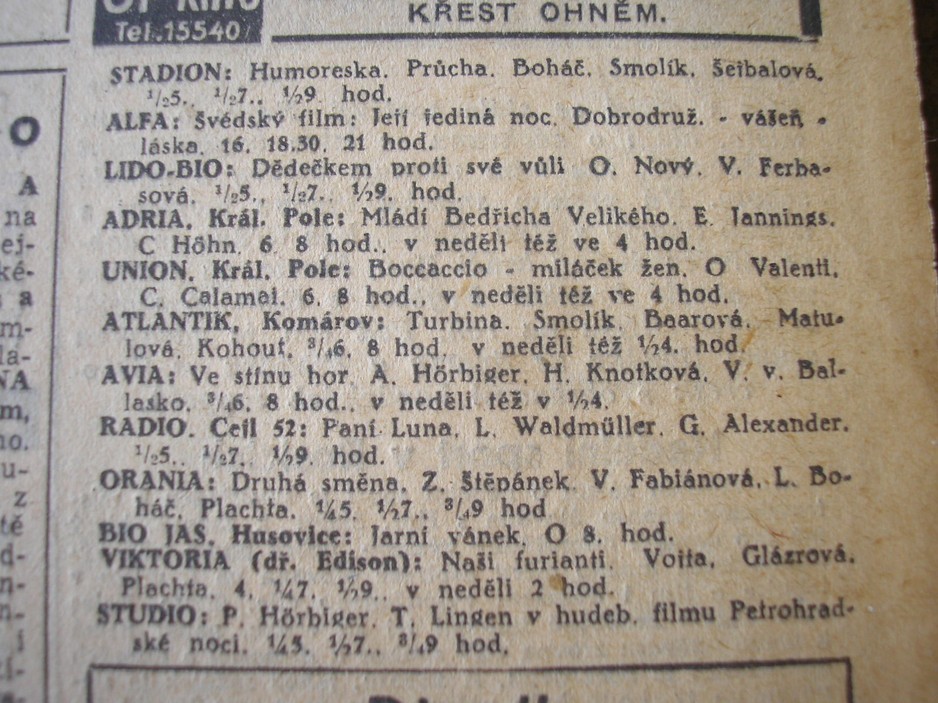 Tel. 15540
KŘEST OHNĚM.
STADION: Humoreska. Průcha. Boháč. Smolík. Šeibalová.
½5., ½7., ½9. hod.
ALFA: Švédský film: Její jediná noc. Dobrodruž. - vášeň -
láska. 16, 18.30, 21 hod.
LIDO-BIO: Dědečkem proti své vůli O. Nový, V. Ferba-
sová. ½5., ½7., ½9. hod.
ADRIA, Král. Pole: Mládí Bedřicha Velikého. E. Jannings.
C Höhn. 6, 8 hod., v neděli též ve 4 hod.
UNION, Král. Pole: Boccaccio - miláček žen. O Valenti,
C. Calamai. 6, 8 hod., v neděli též ve 4 hod.
ATLANTIK, Komárov: Turbina. Smolík, Baarová, Matu-
lová, Kohout, ¾6, 8 hod. v neděli též ½4. hod.
AVIA: Ve stínu hor. A. Hörbiger, H. Knotková, V. v. Bal-
lasko. ¾6, 8 hod., v neděli též v ½4.
RADIO. Ceil 52: Paní Luna. L. Waldmüller. G. Alexander.
½5., ½7., ½9. hod.
ORANIA: Druhá směna. Z. Štěpánek. V. Fabiánová, L. Bo-
háč, Plachta. ¼5, ½7., ¾9 hod
BIO JAS, Husovice: Jarní vánek. O 8. hod.
VIKTORIA (dř. Edison): Naši furianti. Vojta, Glázrová.
Plachta. 4, ¼7, ½9., v neděli 2 hod.
STUDIO: P. Hörbiger, T. Lingen v hudeb. filmu Petrohrad-
ské noci. ¼5, ½7., ¾9 hod.